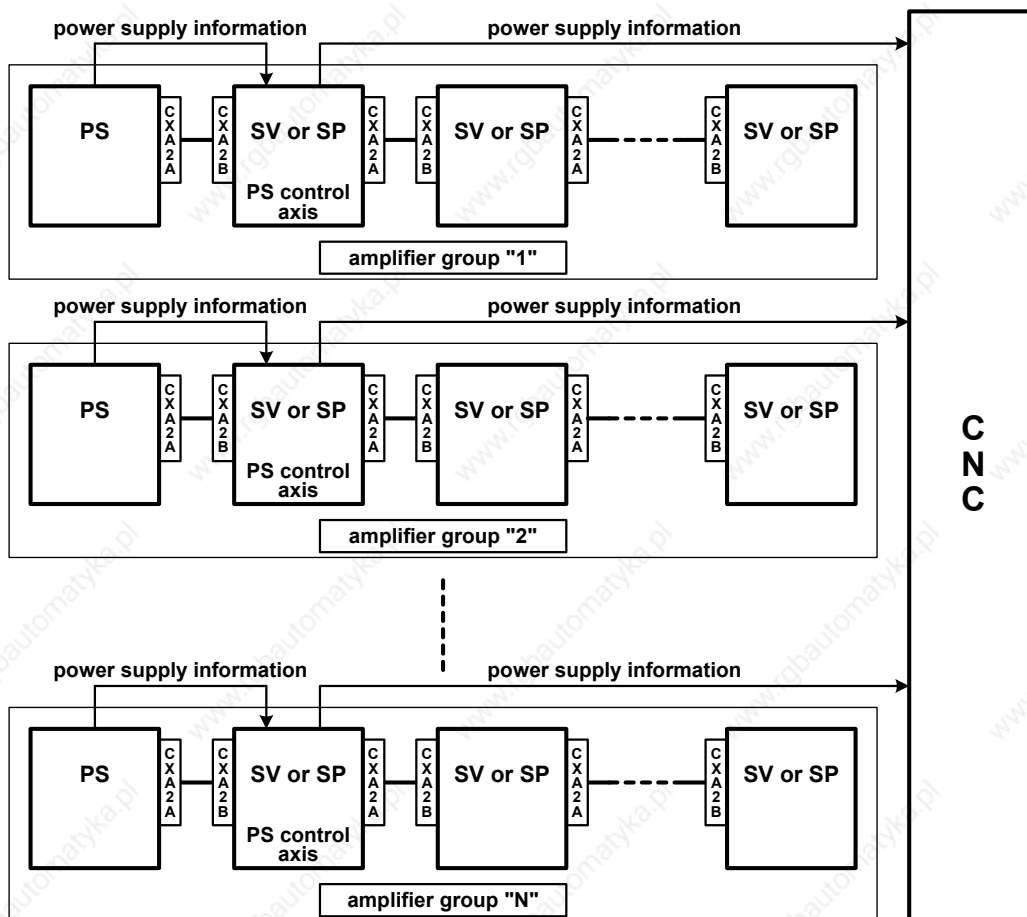 power supply information power supply information
PS CXA2A CXA2B SV or SP CXA2A CXA2B SV or SP CXA2A CXA2B SV or SP
PS control
axis
amplifier group "1"
power supply information power supply information
PS CXA2A CXA2B SV or SP CXA2A CXA2B SV or SP CXA2A CXA2B SV or SP
PS control
axis
amplifier group "2"
CNC
power supply information power supply information
PS CXA2A CXA2B SV or SP CXA2A CXA2B SV or SP CXA2A CXA2B SV or SP
PS control
axis
amplifier group "N"
www.rgbautomatyka.pl